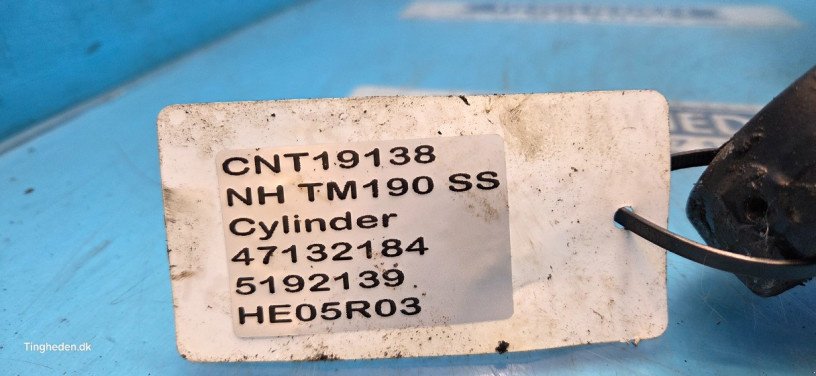 CNT19138
NH TM190 SS
Cylinder
47132184
5192139
HE05R03
Tingheden.dk